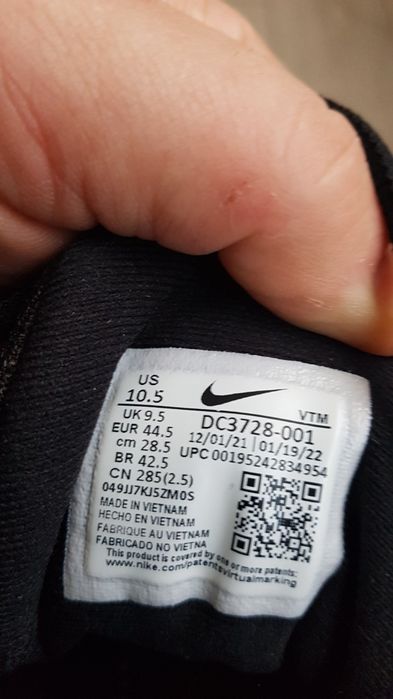 US
10.5
VTM
UK 9.5
DC3728-001
EUR 44.5
12/01/21 | 01/19/22
cm 28.5
UPC 00195242834954
BR 42.5
CN 285(2.5)
049JJ7KJ5ZM0S
MADE IN VIETNAM
HECHO EN VIETNAM
FABRIQUE AU VIETNAM
FABRICADO NO VIETNA
This product is covered by one or more patents:
www.nike.com/patentsvirtualmarking